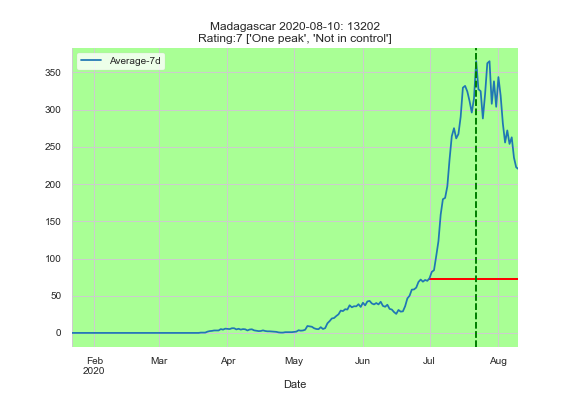 Madagascar 2020-08-10: 13202
Rating:7 ['One peak', 'Not in control']
Average-7d
350
300
250
200
150
100
50
0
Feb Mar Apr May Jun Jul Aug
2020
Date